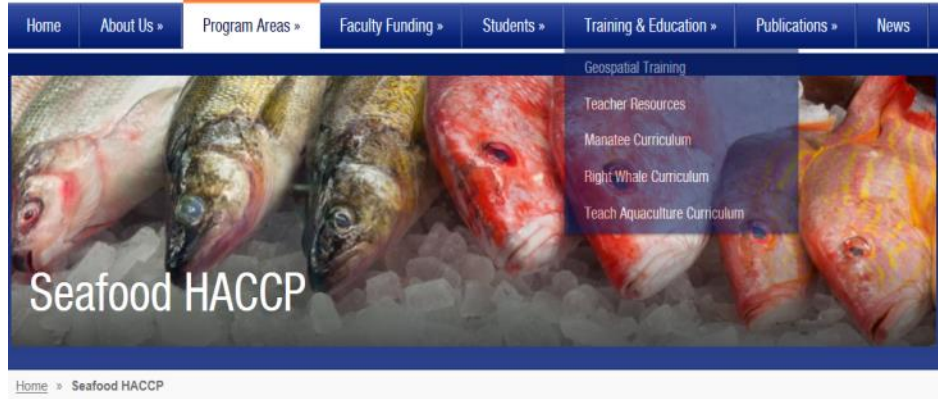 Home About Us » Program Areas » Faculty Funding » Students » Training & Education » Publications » News
Geospatial Training
Teacher Resources
Manatee Curriculum
Right Whale Curriculum
Teach Aquaculture Curriculum
Seafood HACCP
Home » Seafood HACCP